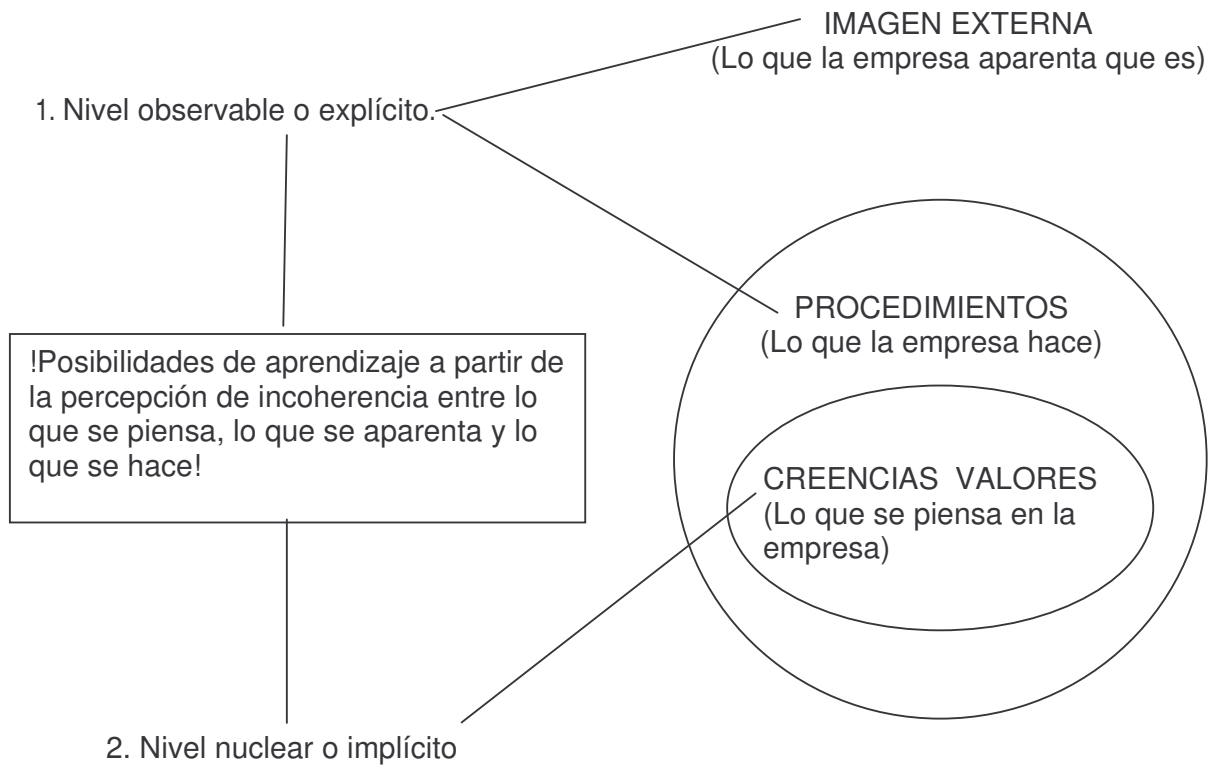 IMAGEN EXTERNA
(Lo que la empresa aparenta que es)
1. Nivel observable o explícito.
PROCEDIMIENTOS
(Lo que la empresa hace)
!Posibilidades de aprendizaje a partir de
la percepción de incoherencia entre lo
que se piensa, lo que se aparenta y lo
que se hace!
CREENCIAS VALORES
(Lo que se piensa en la
empresa)
2. Nivel nuclear o implícito